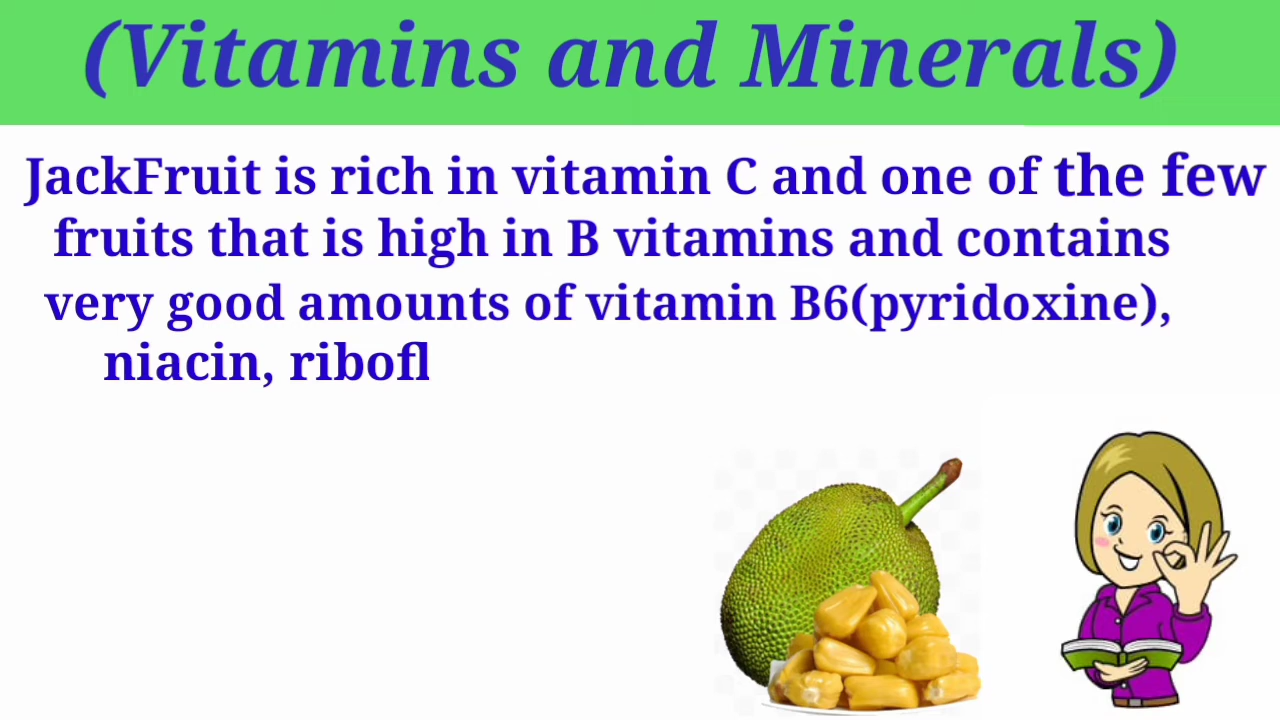 (Vitamins and Minerals)
JackFruit is rich in vitamin C and one of the few
fruits that is high in B vitamins and contains
very good amounts of vitamin B6(pyridoxine),
niacin, ribofl